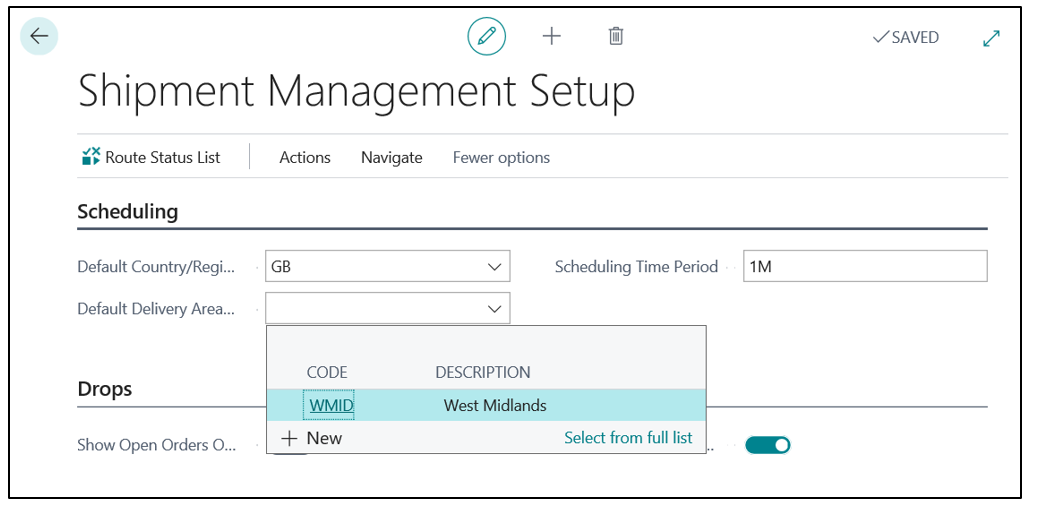 SAVED
Shipment Management Setup
Route Status List Actions Navigate Fewer options
Scheduling
Default Country/Regi... GB Scheduling Time Period 1M
Default Delivery Area...
CODE DESCRIPTION
Drops
WMID West Midlands
+ New Select from full list
Show Open Orders O... ..